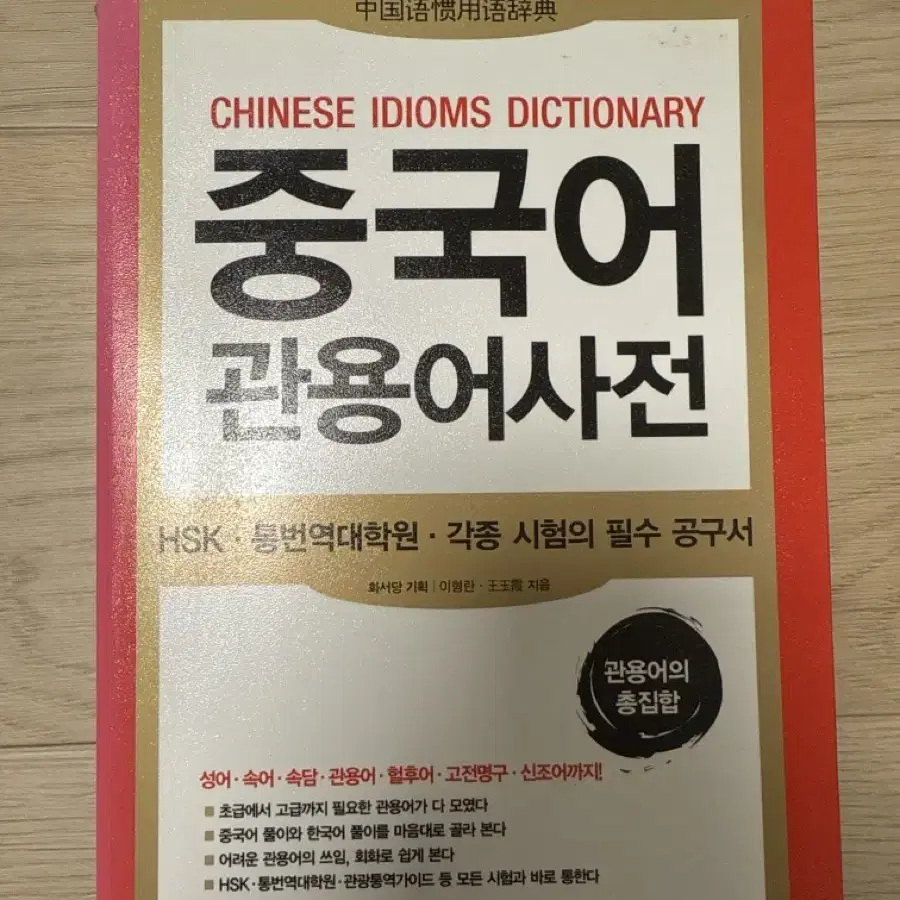 中国语惯用语辞典
CHINESE IDIOMS DICTIONARY
중국어
관용어사전
HSK · 통번역대학원 · 각종 시험의 필수 공구서
화서당 기획 | 이형란 · 王玉霞 지음
관용어의
총집합
성어 · 속어 · 속담 · 관용어 · 헐후어 · 고전명구 · 신조어까지!
■ 초급에서 고급까지 필요한 관용어가 다 모였다
■ 중국어 풀이와 한국어 풀이를 마음대로 골라 본다
■ 어려운 관용어의 쓰임, 회화로 쉽게 본다
■ HSK · 통번역대학원 · 관광통역가이드 등 모든 시험과 바로 통한다